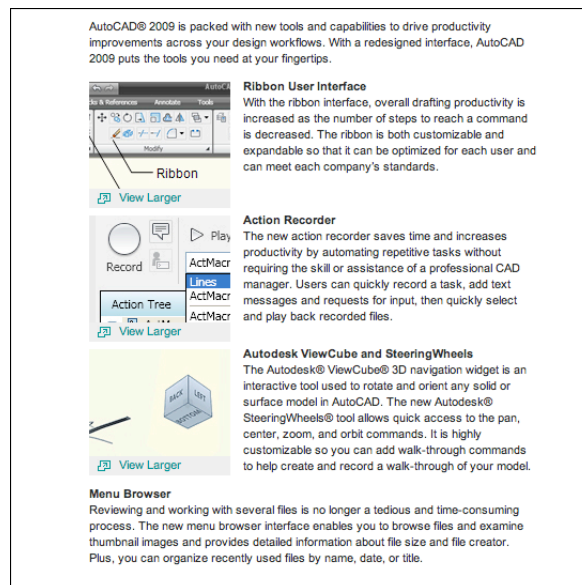 AutoCAD® 2009 is packed with new tools and capabilities to drive productivity
improvements across your design workflows. With a redesigned interface, AutoCAD
2009 puts the tools you need at your fingertips.
AutoCA
ks & References Annotate Tools
Modify
Ribbon
View Larger
Ribbon User Interface
With the ribbon interface, overall drafting productivity is
increased as the number of steps to reach a command
is decreased. The ribbon is both customizable and
expandable so that it can be optimized for each user and
can meet each company's standards.
Record
Play
ActMacr
Lines
ActMacr
ActMacr
Action Tree
View Larger
Action Recorder
The new action recorder saves time and increases
productivity by automating repetitive tasks without
requiring the skill or assistance of a professional CAD
manager. Users can quickly record a task, add text
messages and requests for input, then quickly select
and play back recorded files.
BACK LEFT
BOTTOM
View Larger
Autodesk ViewCube and SteeringWheels
The Autodesk® ViewCube® 3D navigation widget is an
interactive tool used to rotate and orient any solid or
surface model in AutoCAD. The new Autodesk®
SteeringWheels® tool allows quick access to the pan,
center, zoom, and orbit commands. It is highly
customizable so you can add walk-through commands
to help create and record a walk-through of your model.
Menu Browser
Reviewing and working with several files is no longer a tedious and time-consuming
process. The new menu browser interface enables you to browse files and examine
thumbnail images and provides detailed information about file size and file creator.
Plus, you can organize recently used files by name, date, or title.